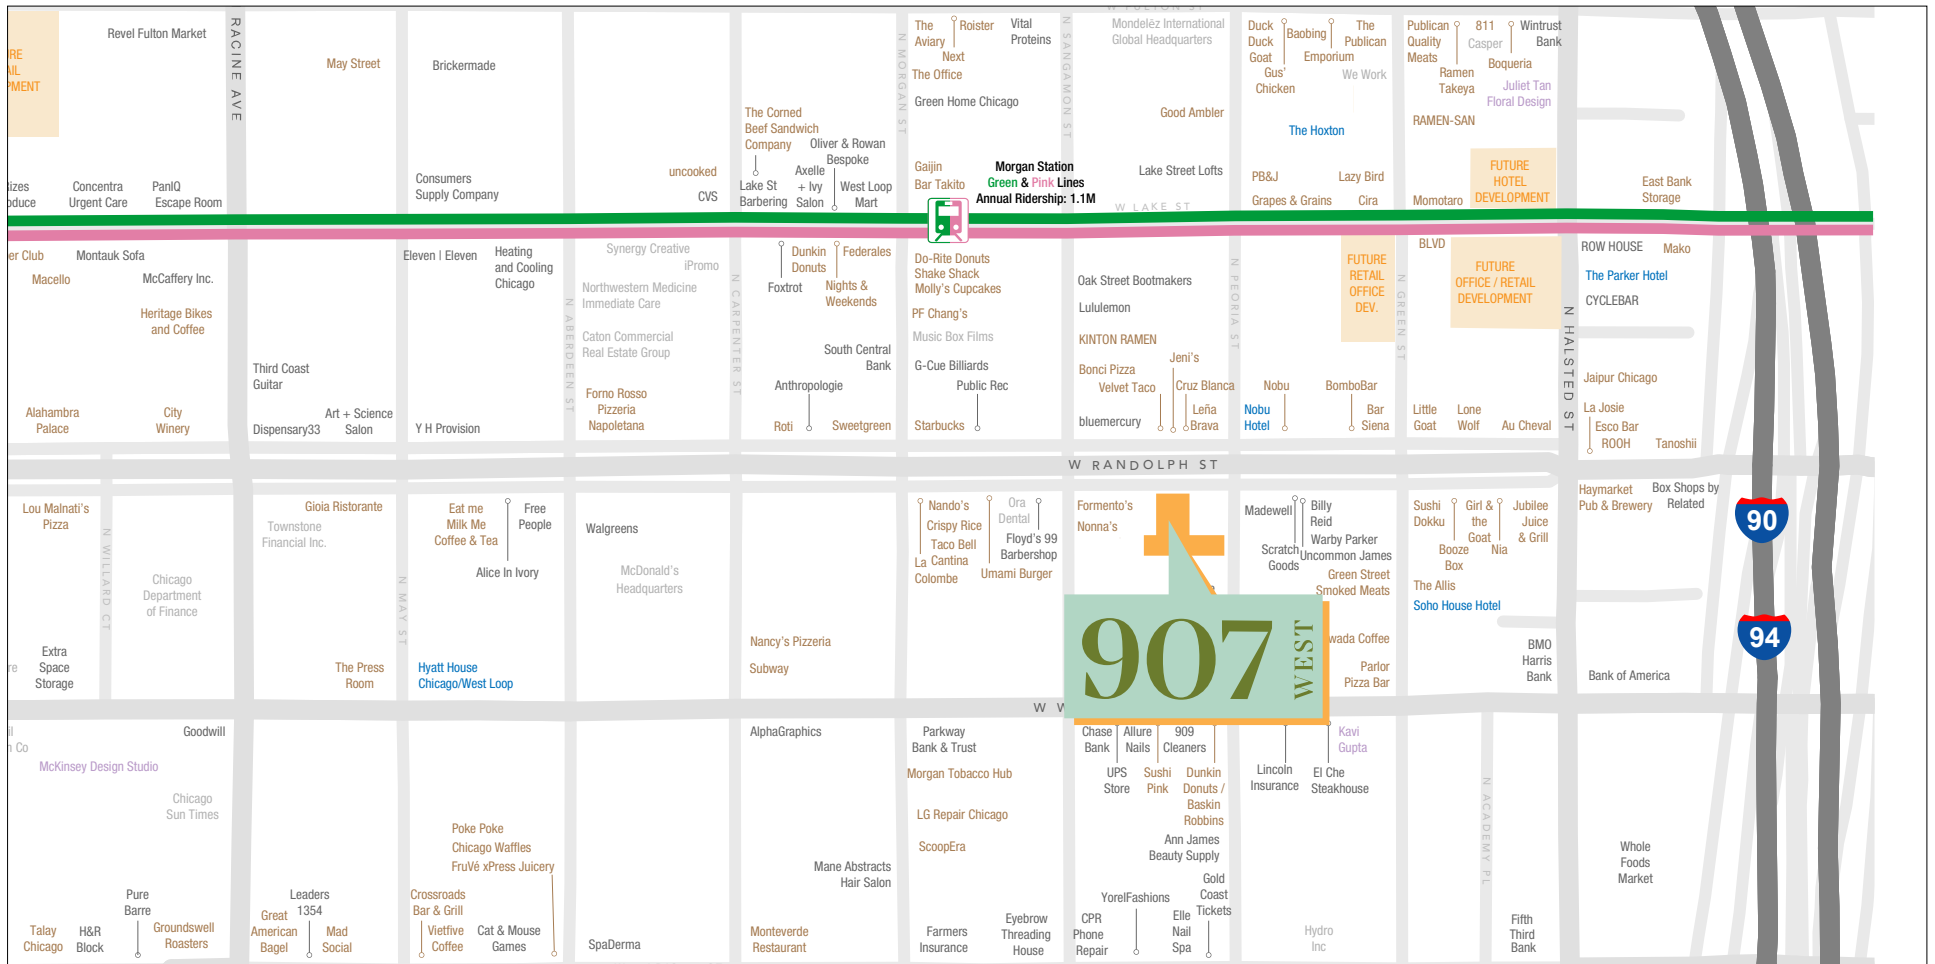 W FULTON ST
RACINE AVE
Revel Fulton Market
May Street
Brickermade
The
Aviary
Roister
Next
Vital
Proteins
The Office
Green Home Chicago
N MORGAN ST
N SANGAMON ST
Mondelēz International
Global Headquarters
Good Ambler
Duck
Duck
Goat
Baobing
The
Publican
Emporium
Gus'
Chicken
We Work
The Hoxton
Publican
Quality
Meats
811
Casper
Wintrust
Bank
Boqueria
Ramen
Takeya
Juliet Tan
Floral Design
RAMEN-SAN
PMENT
Concentra
Urgent Care
PanIQ
Escape Room
Consumers
Supply Company
uncooked
CVS
The Corned
Beef Sandwich
Company
Oliver & Rowan
Bespoke
Lake St
Barbering
Axelle
+ Ivy
Salon
West Loop
Mart
Gaijin
Bar Takito
Morgan Station
Green & Pink Lines
Annual Ridership: 1.1M
Lake Street Lofts
W LAKE ST
PB&J
Grapes & Grains
Lazy Bird
Cira
Momotaro
FUTURE
HOTEL
DEVELOPMENT
East Bank
Storage
er Club
Montauk Sofa
Macello
McCaffery Inc.
Heritage Bikes
and Coffee
Eleven | Eleven
Heating
and Cooling
Chicago
Synergy Creative
iPromo
Northwestern Medicine
Immediate Care
Caton Commercial
Real Estate Group
Forno Rosso
Pizzeria
Napoletana
N ABERDEEN ST
N CARPENTER ST
Dunkin
Donuts
Federales
Foxtrot
Nights &
Weekends
South Central
Bank
Anthropologie
Roti
Sweetgreen
Do-Rite Donuts
Shake Shack
Molly's Cupcakes
PF Chang's
Music Box Films
G-Cue Billiards
Public Rec
Starbucks
Oak Street Bootmakers
Lululemon
KINTON RAMEN
Jeni's
Bonci Pizza
Velvet Taco
Cruz Blanca
bluemercury
Leña
Brava
N PEORIA ST
FUTURE
RETAIL
OFFICE
DEV.
Nobu
BomboBar
Nobu
Hotel
Bar
Siena
N GREEN ST
BLVD
FUTURE
OFFICE / RETAIL
DEVELOPMENT
Little
Goat
Lone
Wolf
Au Cheval
N HALSTED ST
ROW HOUSE
Mako
The Parker Hotel
CYCLEBAR
Jaipur Chicago
La Josie
Esco Bar
ROOH
Tanoshii
Third Coast
Guitar
Alahambra
Palace
City
Winery
Dispensary33
Art + Science
Salon
Y H Provision
W RANDOLPH ST
Lou Malnati's
Pizza
N WILLARD CT
Chicago
Department
of Finance
Gioia Ristorante
Townstone
Financial Inc.
N MAY ST
Eat me
Milk Me
Coffee & Tea
Free
People
Alice In Ivory
Walgreens
McDonald's
Headquarters
Nando's
Crispy Rice
Taco Bell
Cantina
La
Colombe
Ora
Dental
Floyd's 99
Barbershop
Umami Burger
Formento's
Nonna's
Madewell
Billy
Reid
Warby Parker
Scratch
Goods
Uncommon James
Green Street
Smoked Meats
Sushi
Dokku
Girl &
the
Goat
Jubilee
Juice
& Grill
Booze
Box
Nia
The Allis
Soho House Hotel
Haymarket
Pub & Brewery
Box Shops by
Related
90
94
907
WEST
wada Coffee
Parlor
Pizza Bar
BMO
Harris
Bank
Bank of America
Extra
Space
Storage
The Press
Room
Hyatt House
Chicago/West Loop
Nancy's Pizzeria
Subway
Goodwill
McKinsey Design Studio
Chicago
Sun Times
AlphaGraphics
Parkway
Bank & Trust
Morgan Tobacco Hub
LG Repair Chicago
ScoopEra
Chase
Bank
Allure
Nails
909
Cleaners
UPS
Store
Sushi
Pink
Dunkin
Donuts /
Baskin
Robbins
Lincoln
Insurance
El Che
Steakhouse
Kavi
Gupta
Ann James
Beauty Supply
Gold
Coast
Tickets
N ACADEMY PL
Whole
Foods
Market
Poke Poke
Chicago Waffles
FruVé xPress Juicery
Mane Abstracts
Hair Salon
Pure
Barre
Talay
Chicago
H&R
Block
Groundswell
Roasters
Leaders
1354
Great
American
Bagel
Mad
Social
Crossroads
Bar & Grill
Vietfive
Coffee
Cat & Mouse
Games
SpaDerma
Monteverde
Restaurant
Farmers
Insurance
Eyebrow
Threading
House
YorelFashions
CPR
Phone
Repair
Elle
Nail
Spa
Hydro
Inc
Fifth
Third
Bank